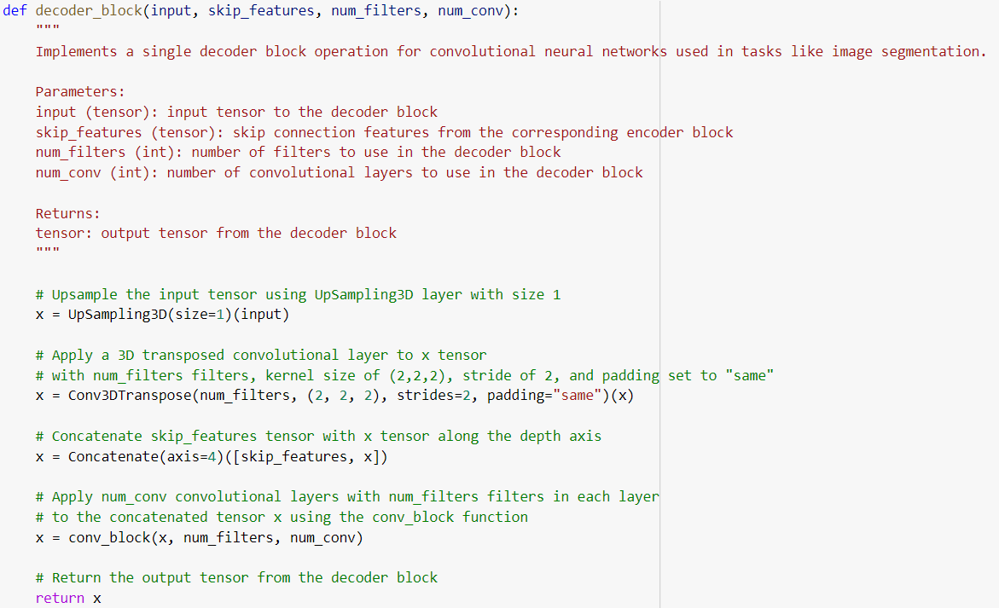 def decoder_block(input, skip_features, num_filters, num_conv):
    """
    Implements a single decoder block operation for convolutional neural networks used in tasks like image segmentation.

    Parameters:
    input (tensor): input tensor to the decoder block
    skip_features (tensor): skip connection features from the corresponding encoder block
    num_filters (int): number of filters to use in the decoder block
    num_conv (int): number of convolutional layers to use in the decoder block

    Returns:
    tensor: output tensor from the decoder block
    """

    # Upsample the input tensor using UpSampling3D layer with size 1
    x = UpSampling3D(size=1)(input)

    # Apply a 3D transposed convolutional layer to x tensor
    # with num_filters filters, kernel size of (2,2,2), stride of 2, and padding set to "same"
    x = Conv3DTranspose(num_filters, (2, 2, 2), strides=2, padding="same")(x)

    # Concatenate skip_features tensor with x tensor along the depth axis
    x = Concatenate(axis=4)([skip_features, x])

    # Apply num_conv convolutional layers with num_filters filters in each layer
    # to the concatenated tensor x using the conv_block function
    x = conv_block(x, num_filters, num_conv)

    # Return the output tensor from the decoder block
    return x